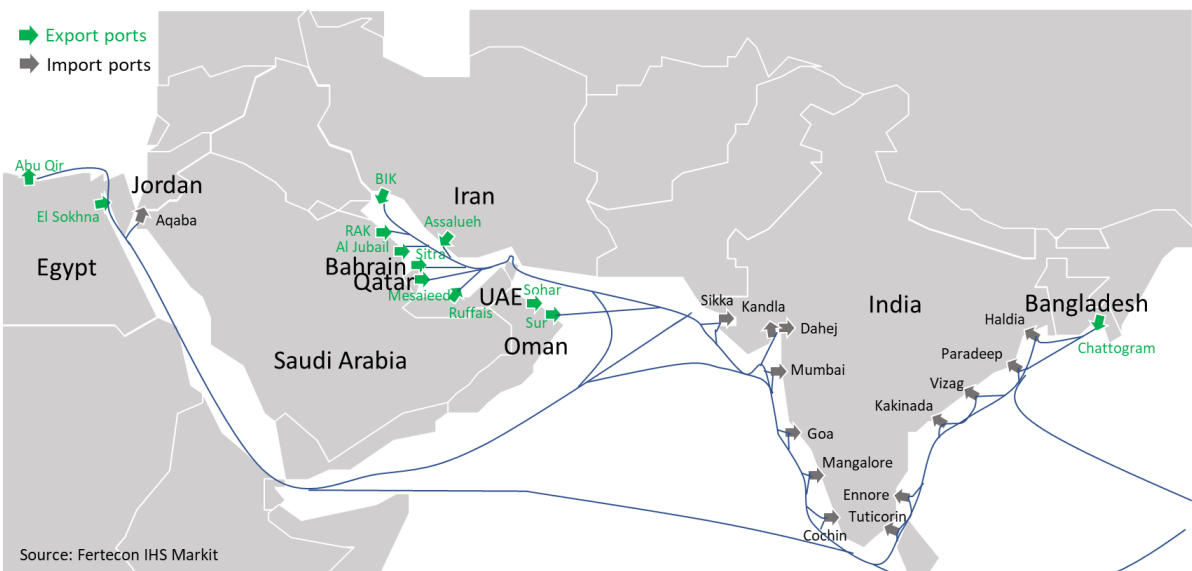 Export ports
Import ports
Abu Qir
Jordan
El Sokhna
Aqaba
Egypt
BIK
Iran
Assalueh
RAK
Al Jubail
Sitra
Bahrain
Qatar
Mesaieed
UAE
Ruffais
Sohar
Sur
Oman
Saudi Arabia
Sikka
Kandla
Dahej
India
Bangladesh
Haldia
Chattogram
Paradeep
Mumbai
Vizag
Kakinada
Goa
Mangalore
Ennore
Tuticorin
Cochin
Source: Fertecon IHS Markit